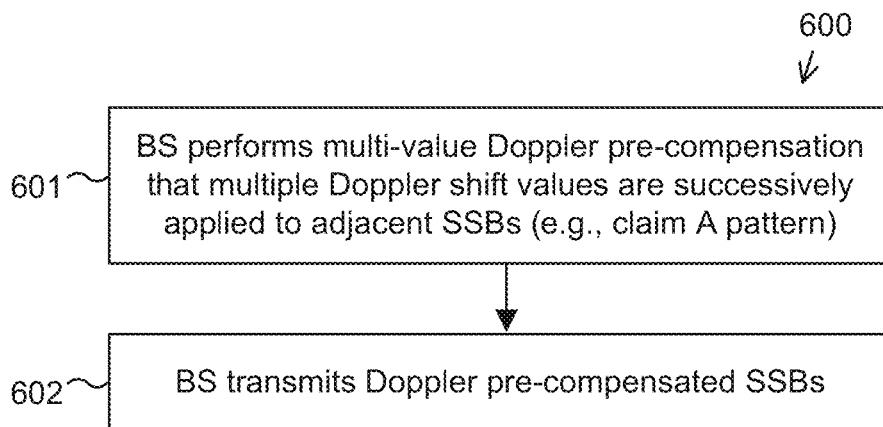 600
601
BS performs multi-value Doppler pre-compensation
that multiple Doppler shift values are successively
applied to adjacent SSBs (e.g., claim A pattern)
602
BS transmits Doppler pre-compensated SSBs